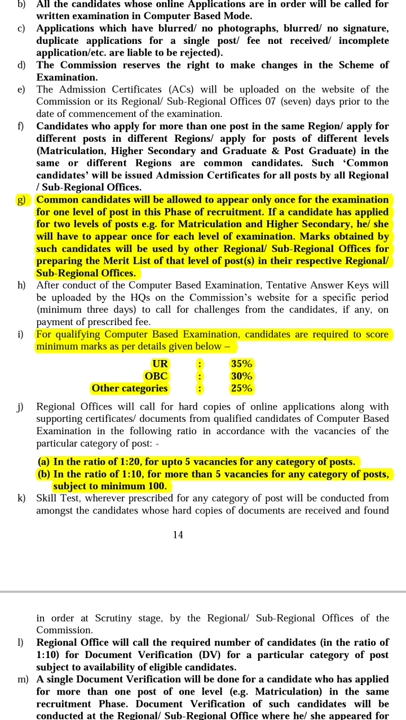 b) All the candidates whose online Applications are in order will be called for
written examination in Computer Based Mode.
c) Applications which have blurred/ no photographs, blurred/ no signature,
duplicate applications for a single post/ fee not received/ incomplete
application/etc. are liable to be rejected).
d) The Commission reserves the right to make changes in the Scheme of
Examination.
e) The Admission Certificates (ACs) will be uploaded on the website of the
Commission or its Regional/ Sub-Regional Offices 07 (seven) days prior to the
date of commencement of the examination.
f) Candidates who apply for more than one post in the same Region/ apply for
different posts in different Regions/ apply for posts of different levels
(Matriculation, Higher Secondary and Graduate & Post Graduate) in the
same or different Regions are common candidates. Such ‘Common
candidates’ will be issued Admission Certificates for all posts by all Regional
/ Sub-Regional Offices.
g) Common candidates will be allowed to appear only once for the examination
for one level of post in this Phase of recruitment. If a candidate has applied
for two levels of posts e.g. for Matriculation and Higher Secondary, he/ she
will have to appear once for each level of examination. Marks obtained by
such candidates will be used by other Regional/ Sub-Regional Offices for
preparing the Merit List of that level of post(s) in their respective Regional/
Sub-Regional Offices.
h) After conduct of the Computer Based Examination, Tentative Answer Keys will
be uploaded by the HQs on the Commission's website for a specific period
(minimum three days) to call for challenges from the candidates, if any, on
payment of prescribed fee.
i) For qualifying Computer Based Examination, candidates are required to score
minimum marks as per details given below –
UR : 35%
OBC : 30%
Other categories : 25%
j) Regional Offices will call for hard copies of online applications along with
supporting certificates/ documents from qualified candidates of Computer Based
Examination in the following ratio in accordance with the vacancies of the
particular category of post: -
(a) In the ratio of 1:20, for upto 5 vacancies for any category of posts.
(b) In the ratio of 1:10, for more than 5 vacancies for any category of posts,
subject to minimum 100.
k) Skill Test, wherever prescribed for any category of post will be conducted from
amongst the candidates whose hard copies of documents are received and found
14
in order at Scrutiny stage, by the Regional/ Sub-Regional Offices of the
Commission.
l) Regional Office will call the required number of candidates (in the ratio of
1:10) for Document Verification (DV) for a particular category of post
subject to availability of eligible candidates.
m) A single Document Verification will be done for a candidate who has applied
for more than one post of one level (e.g. Matriculation) in the same
recruitment Phase. Document Verification of such candidates will be
conducted at the Regional/ Sub-Regional Office where he/ she appeared for